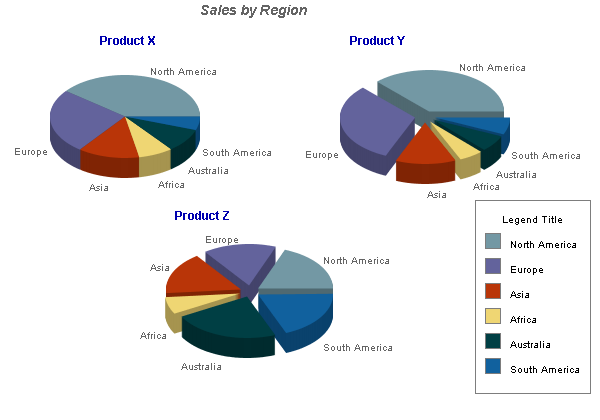 Sales by Region
Product X
North America
Europe
Asia
Africa
Australia
South America
Product Y
North America
Europe
Asia
Africa
Australia
South America
Product Z
Europe
North America
Asia
Africa
Australia
South America
Legend Title
North America
Europe
Asia
Africa
Australia
South America